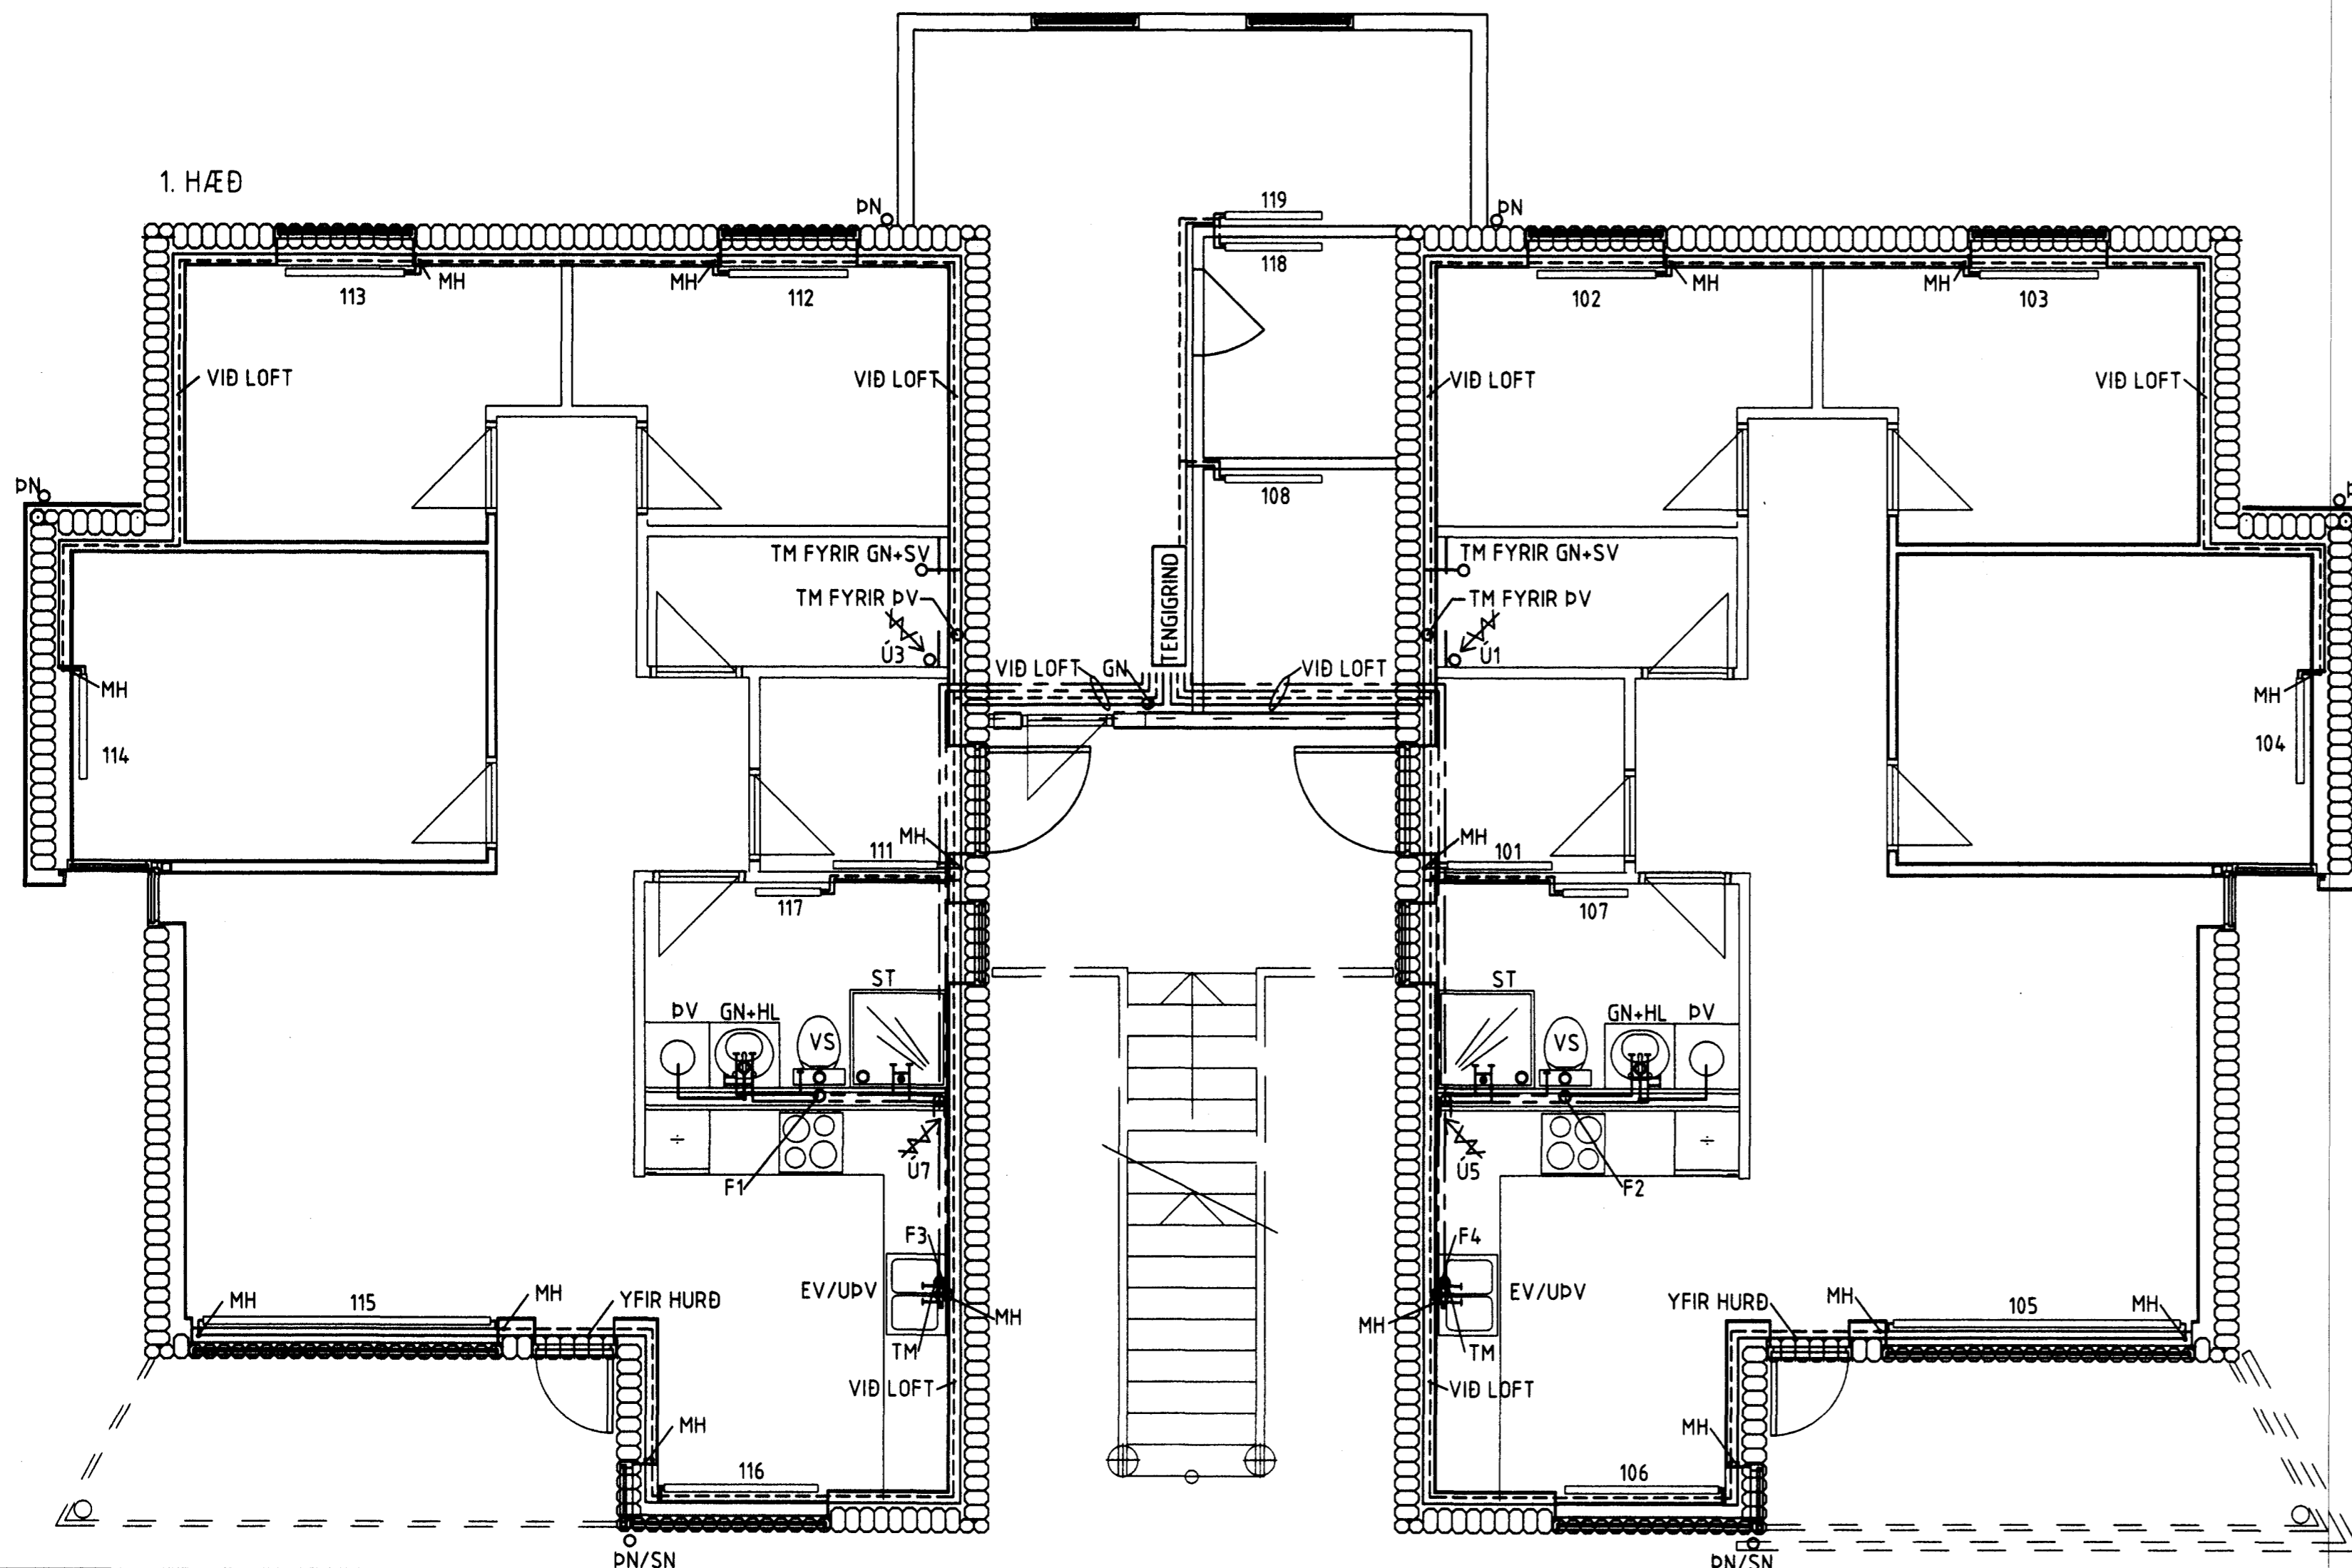 1. HÆÐ
ÞN
119
ÞN
118
113
MH
MH
112
102
MH
MH
103
VIÐ LOFT
VIÐ LOFT
VIÐ LOFT
VIÐ LOFT
ÞN
108
TM FYRIR GN+SV
TENGIGRIND
TM FYRIR GN+SV
TM FYRIR ÞV
TM FYRIR ÞV
Ú3
VIÐ LOFT
GN
VIÐ LOFT
Ú1
MH
MH
114
104
MH
111
101
MH
117
107
ST
ST
ÞV
GN+HL
VS
VS
GN+HL
ÞV
Ú7
Ú5
F1
F2
F3
F4
EV/UÞV
EV/UÞV
MH
MH
TM
TM
MH
115
MH
YFIR HURÐ
YFIR HURÐ
MH
105
MH
VIÐ LOFT
VIÐ LOFT
MH
MH
116
106
ÞN/SN
ÞN/SN